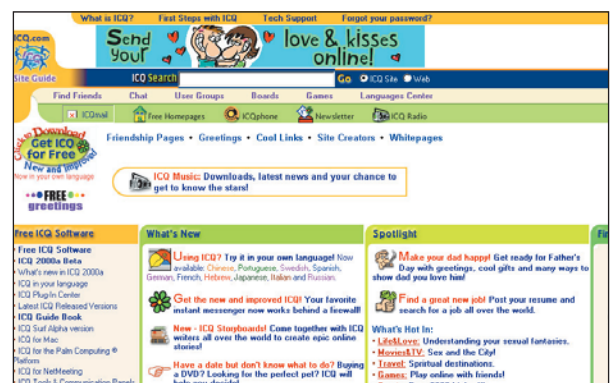 What is ICQ? First Steps with ICQ Tech Support Forgot your password?
ICQ.com
Send your love & kisses online!
Site Guide
ICQ Search Go ICQ Site Web
Find Friends Chat User Groups Boards Games Languages Center
ICQmail Free Homepages ICQphone Newsletter ICQ Radio
Click to Download
Get ICQ for Free
New and Improved
Now in your own language
Friendship Pages • Greetings • Cool Links • Site Creators • Whitepages
ICQ Music: Downloads, latest news and your chance to
get to know the stars!
FREE
greetings
Free ICQ Software
• Free ICQ Software
• ICQ 2000a Beta
• What's new in ICQ 2000a
• ICQ in your language
• ICQ Plug-In Center
• Latest ICQ Released Versions
• ICQ Guide Book
• ICQ Surf Alpha version
• ICQ for Mac
• ICQ for the Palm Computing ®
Platform
• ICQ for NetMeeting
• ICQ Tools & Communication Panels
What's New
Using ICQ? Try it in your own language! Now
available: Chinese, Portuguese, Swedish, Spanish,
German, French, Hebrew, Japanese, Italian and Russian.
Get the new and improved ICQ! Your favorite
instant messenger now works behind a firewall!
New - ICQ Storyboards! Come together with ICQ
writers all over the world to create epic online
stories!
Have a date but don't know what to do? Buying
a DVD? Looking for the perfect pet? ICQ will
help you decide!
Spotlight
Make your dad happy! Get ready for Father's
Day with greetings, cool gifts and many ways to
show dad you love him!
Find a great new job! Post your resume and
search for a job all over the world.
What's Hot In:
• Life&Love: Understanding your sexual fantasies.
• Movies&TV: Sex and the City!
• Travel: Spiritual destinations.
• Games: Play online with friends!